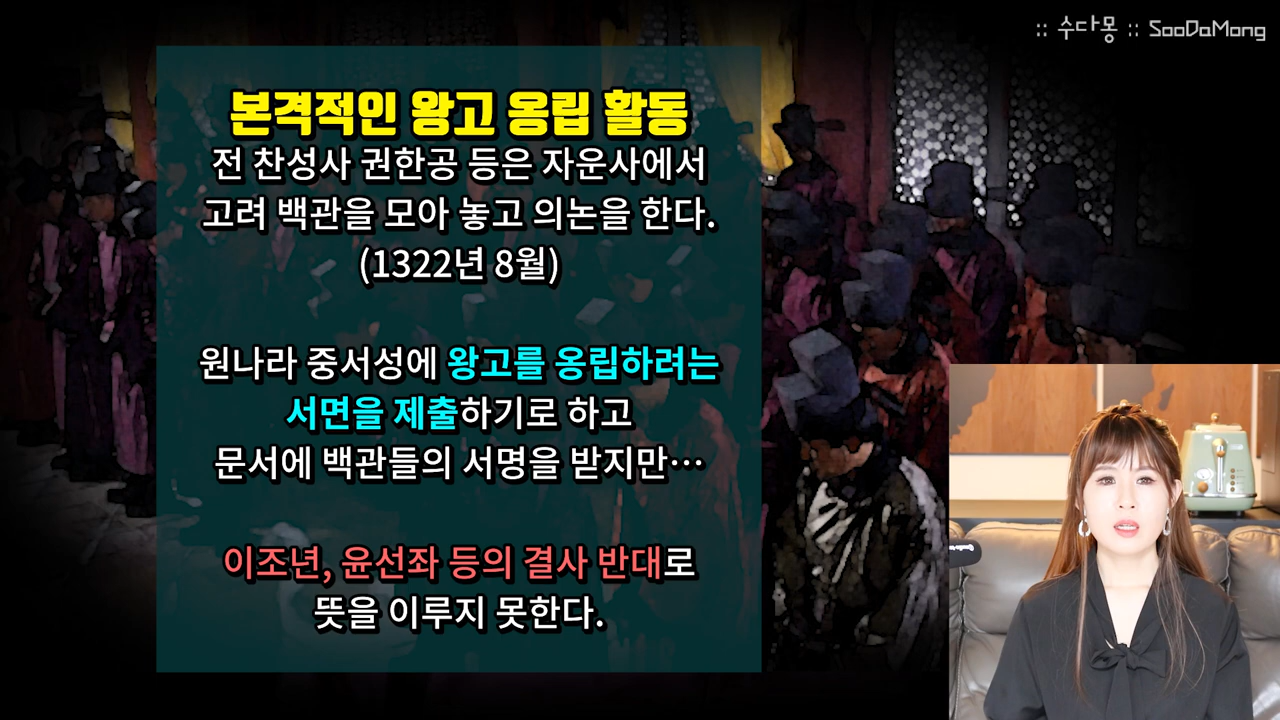 :: 수다몽 :: SooDaMong
본격적인 왕고 옹립 활동
전 찬성사 권한공 등은 자운사에서
고려 백관을 모아 놓고 의논을 한다.
(1322년 8월)
원나라 중서성에 왕고를 옹립하려는
서면을 제출하기로 하고
문서에 백관들의 서명을 받지만…
이조년, 윤선좌 등의 결사 반대로
뜻을 이루지 못한다.